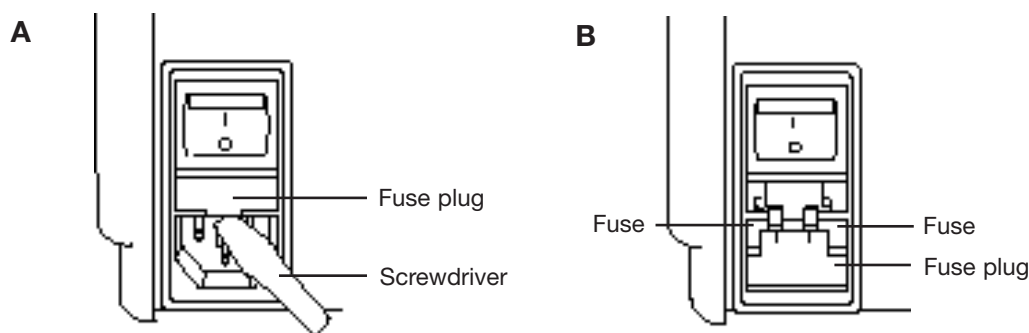 A
B
I
O
Fuse plug
Screwdriver
I
Fuse
Fuse
Fuse plug